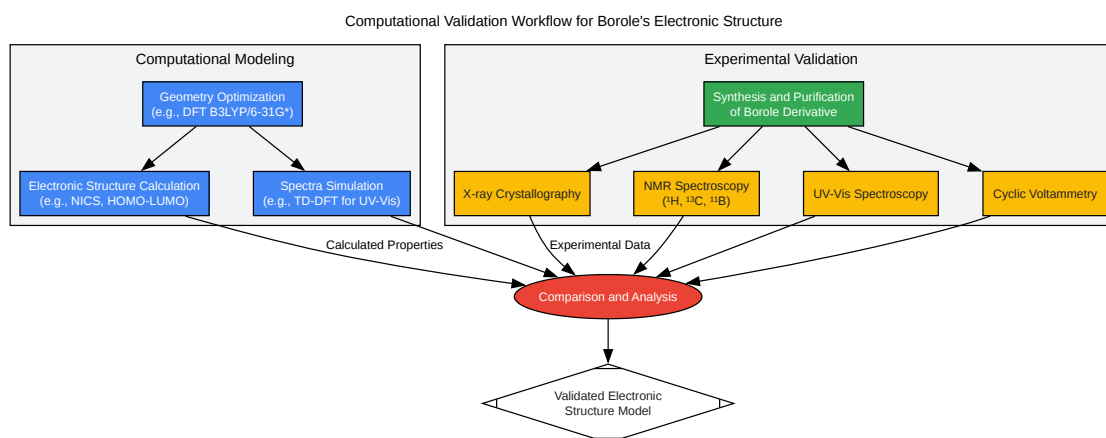 Computational Validation Workflow for Borole's Electronic Structure
Computational Modeling
Geometry Optimization
(e.g., DFT B3LYP/6-31G*)
Electronic Structure Calculation
(e.g., NICS, HOMO-LUMO)
Spectra Simulation
(e.g., TD-DFT for UV-Vis)
Experimental Validation
Synthesis and Purification
of Borole Derivative
X-ray Crystallography
NMR Spectroscopy
(¹H, ¹³C, ¹¹B)
UV-Vis Spectroscopy
Cyclic Voltammetry
Calculated Properties
Experimental Data
Comparison and Analysis
Validated Electronic
Structure Model